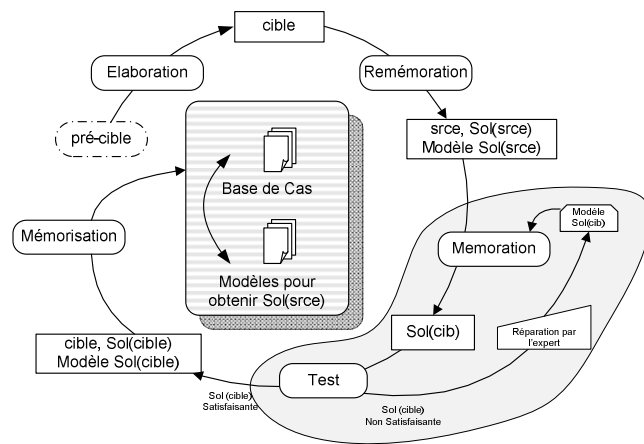 cible
Elaboration
Remémoration
pré-cible
srce, Sol(srce)
Modèle Sol(srce)
Base de Cas
Modèles pour
obtenir Sol(srce)
Mémorisation
Modèle
Sol(cib)
Memoration
Sol(cib)
Réparation par
l'expert
cible, Sol(cible)
Modèle Sol(cible)
Test
Sol (cible)
Satisfaisante
Sol (cible)
Non Satisfaisante